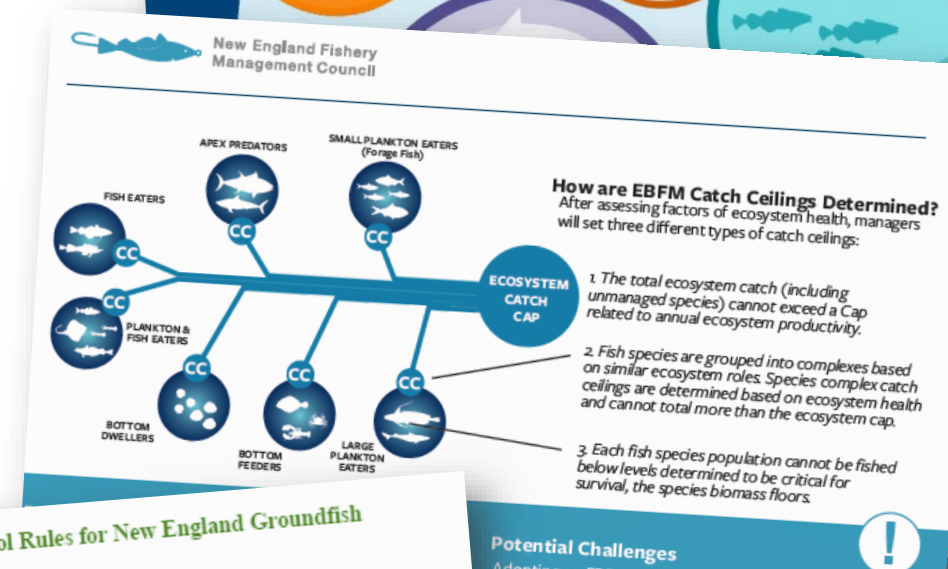 New England Fishery
Management Council
APEX PREDATORS
SMALL PLANKTON EATERS
(Forage Fish)
FISH EATERS
CC
CC
CC
CC
PLANKTON &
FISH EATERS
ECOSYSTEM
CATCH
CAP
CC
CC
CC
BOTTOM
DWELLERS
BOTTOM
FEEDERS
LARGE
PLANKTON
EATERS
How are EBFM Catch Ceilings Determined?
After assessing factors of ecosystem health, managers
will set three different types of catch ceilings:
1. The total ecosystem catch (including
unmanaged species) cannot exceed a Cap
related to annual ecosystem productivity.
2. Fish species are grouped into complexes based
on similar ecosystem roles. Species complex catch
ceilings are determined based on ecosystem health
and cannot total more than the ecosystem cap.
3. Each fish species population cannot be fished
below levels determined to be critical for
survival, the species biomass floors.
Rules for New England Groundfish
Potential Challenges
!